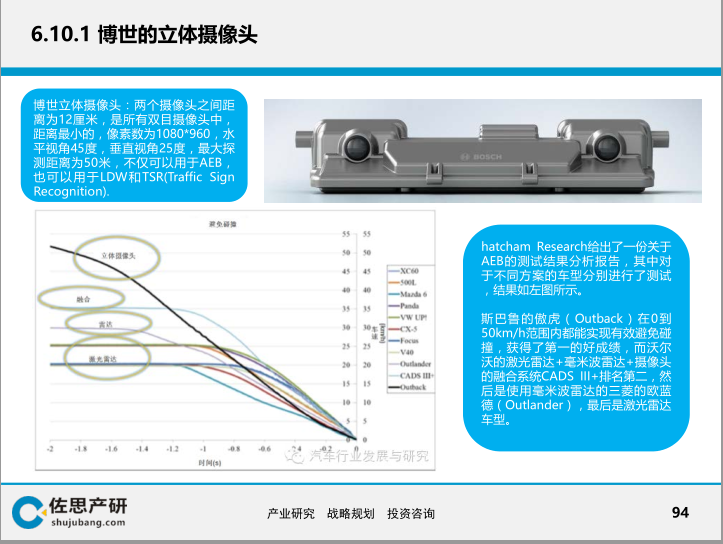 6.10.1 博世的立体摄像头
博世立体摄像头：两个摄像头之间距
离为12厘米，是所有双目摄像头中，
距离最小的，像素数为1080*960，水
平视角45度，垂直视角25度，最大探
测距离为50米，不仅可以用于AEB，
也可以用于LDW和TSR(Traffic Sign
Recognition).
BOSCH
避免碰撞
立体摄像头
融合
雷达
激光雷达
55 55
50 50
45 45
40 40
35 35
30 30
25 25
20 20
15 15
10 10
5 5
0 0
车速(km/h)
-2 -1.8 -1.6 -1.4 -1.2 -1 -0.8 -0.6 -0.4 -0.2 0
时间(s)
XC60
500L
Mazda 6
Panda
VW UP!
CX-5
Focus
V40
Outlander
CADS III+
Outback
汽车行业发展与研究
hatcham Research给出了一份关于
AEB的测试结果分析报告，其中对
于不同方案的车型分别进行了测试
，结果如左图所示。
斯巴鲁的傲虎（Outback）在0到
50km/h范围内都能实现有效避免碰
撞，获得了第一的好成绩，而沃尔
沃的激光雷达+毫米波雷达+摄像头
的融合系统CADS III+排名第二，然
后是使用毫米波雷达的三菱的欧蓝
德（Outlander），最后是激光雷达
车型。
佐思产研
shujubang.com
产业研究 战略规划 投资咨询
94